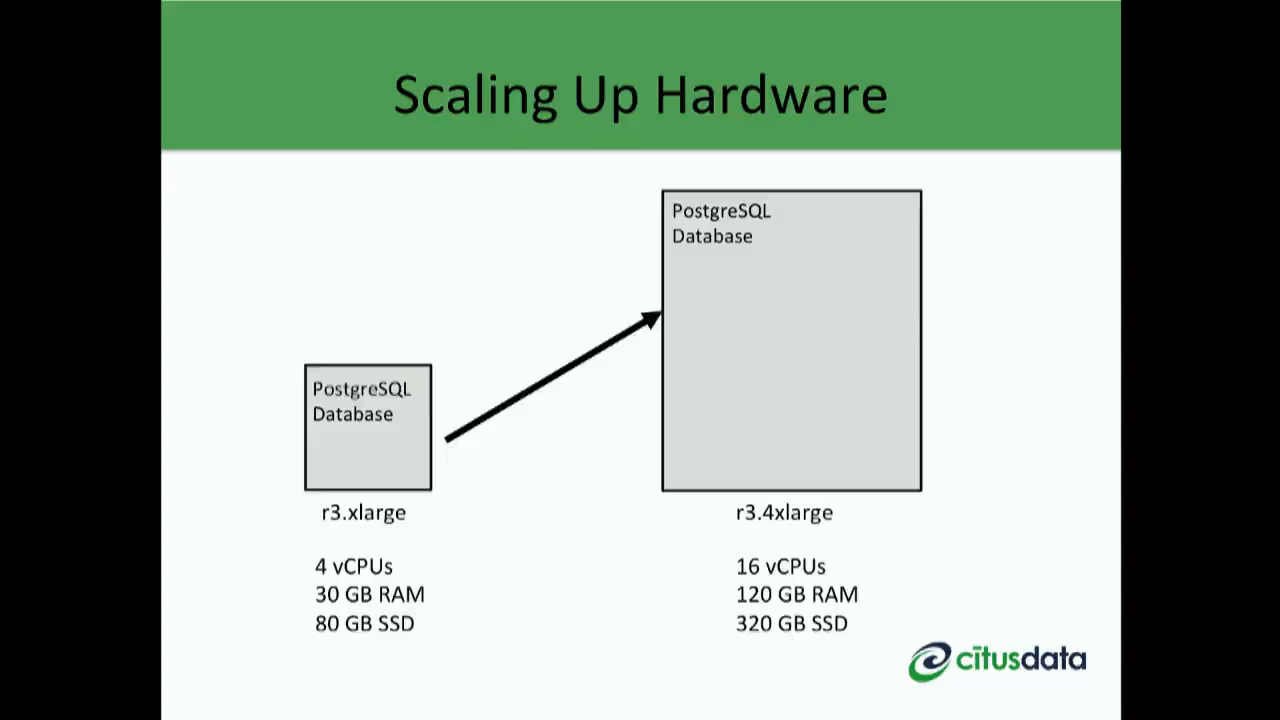 Scaling Up Hardware
PostgreSQL
Database
PostgreSQL
Database
r3.xlarge
4 vCPUs
30 GB RAM
80 GB SSD
r3.4xlarge
16 vCPUs
120 GB RAM
320 GB SSD
cītusdata